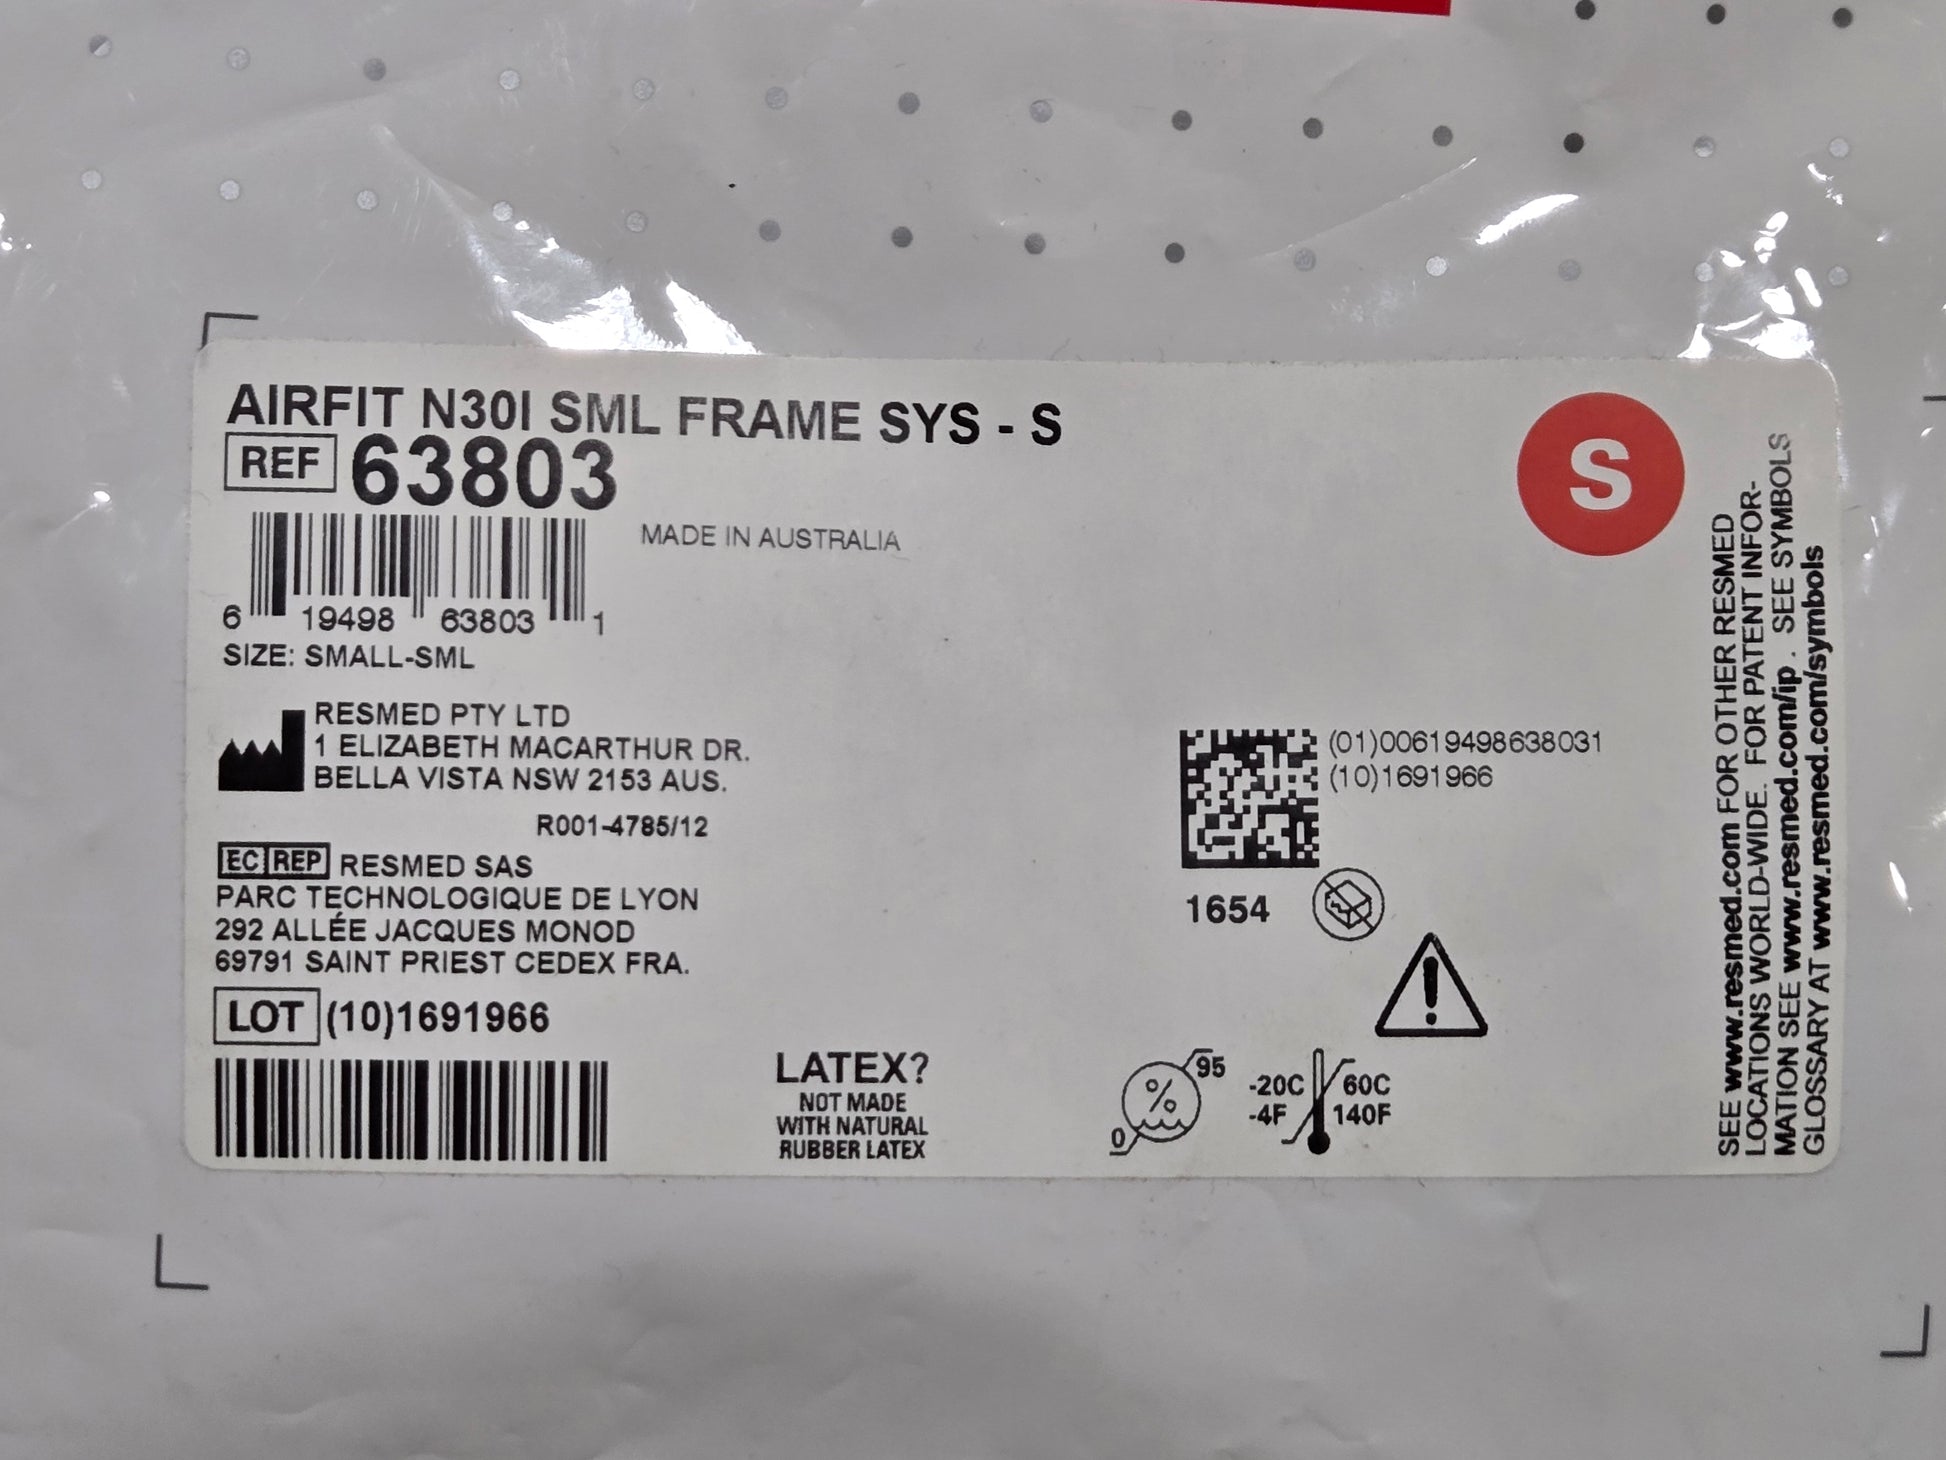 AIRFIT N30I SML FRAME SYS - S
REF 63803
MADE IN AUSTRALIA
6 19498 63803 1
SIZE: SMALL-SML
RESMED PTY LTD
1 ELIZABETH MACARTHUR DR.
BELLA VISTA NSW 2153 AUS.
R001-4785/12
EC REP RESMED SAS
PARC TECHNOLOGIQUE DE LYON
292 ALLÉE JACQUES MONOD
69791 SAINT PRIEST CEDEX FRA.
LOT (10)1691966
LATEX?
NOT MADE
WITH NATURAL
RUBBER LATEX
S
(01)00619498638031
(10)1691966
1654
%
95
0
-20C
-4F
60C
140F
SEE www.resmed.com FOR OTHER RESMED
LOCATIONS WORLD-WIDE. FOR PATENT INFOR-
MATION SEE www.resmed.com/ip . SEE SYMBOLS
GLOSSARY AT www.resmed.com/symbols